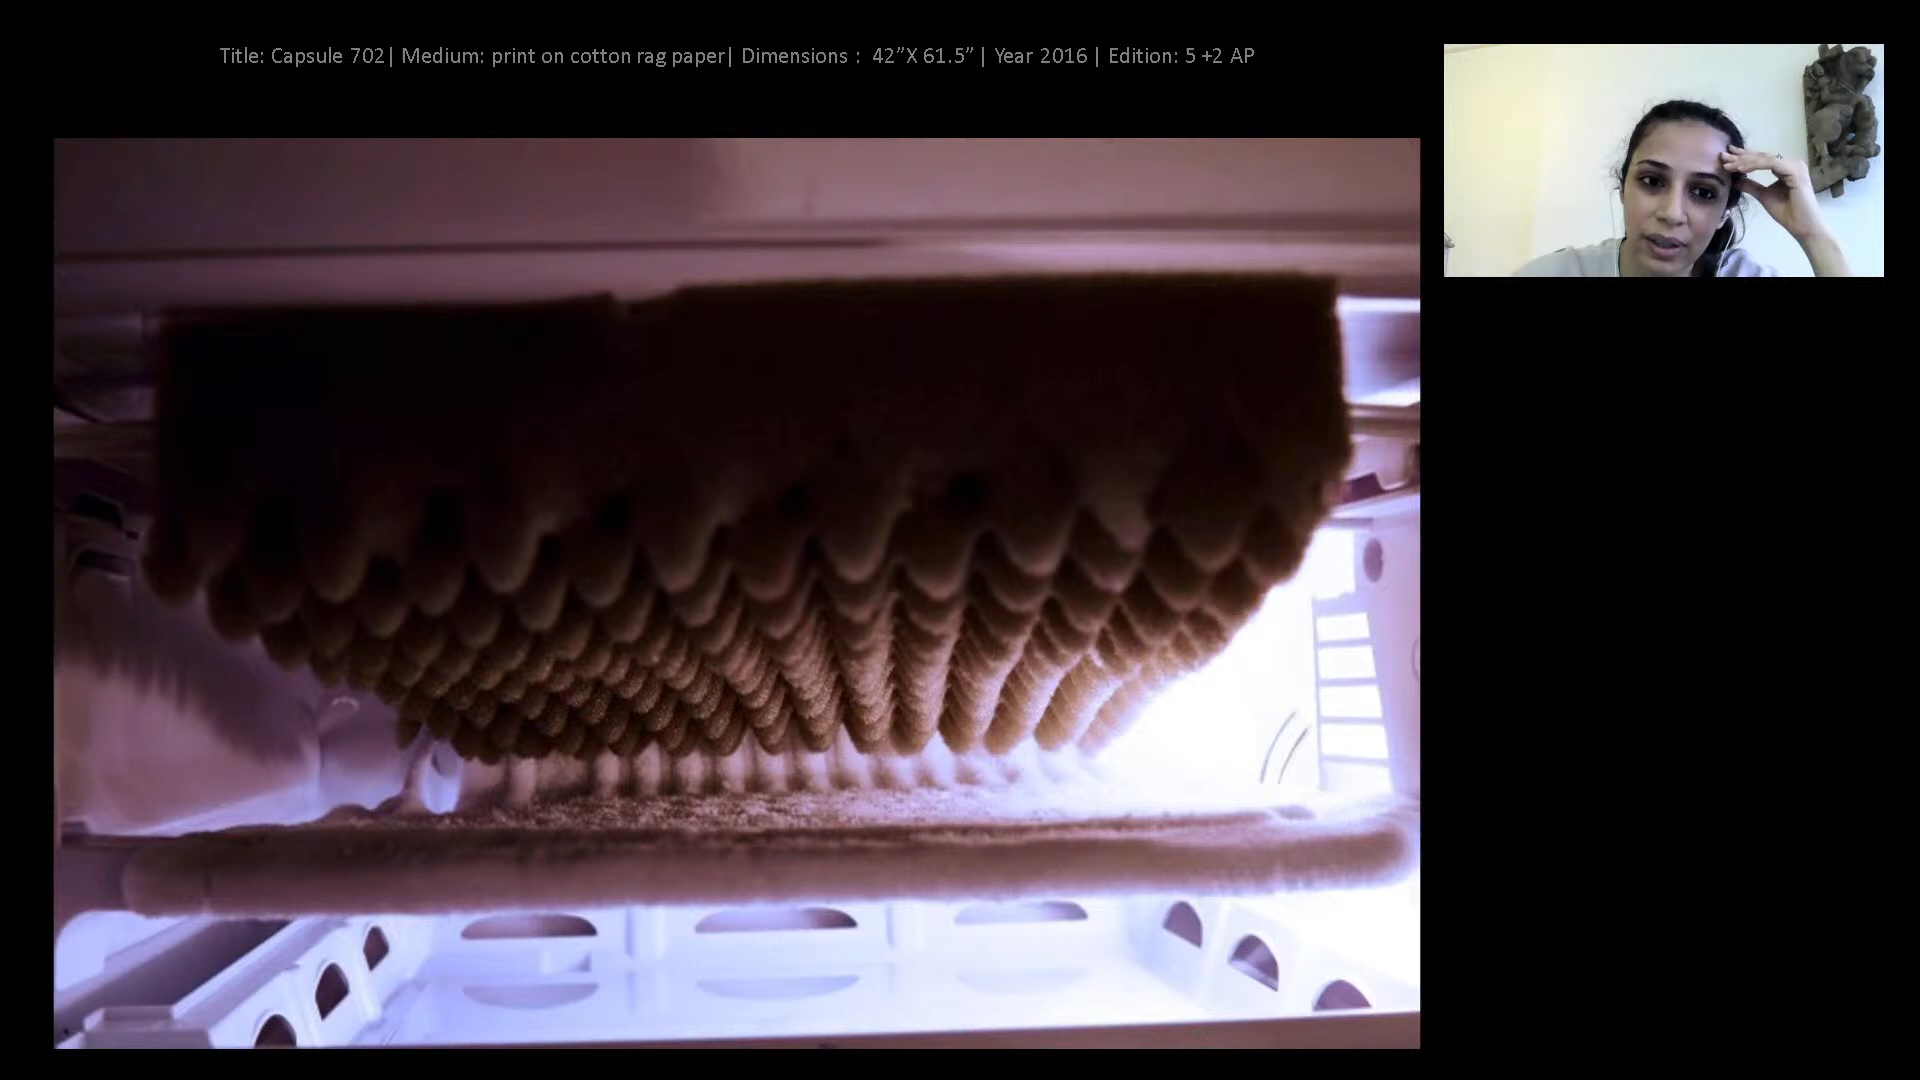 Title: Capsule 702| Medium: print on cotton rag paper| Dimensions :  42”X 61.5” | Year 2016 | Edition: 5 +2 AP